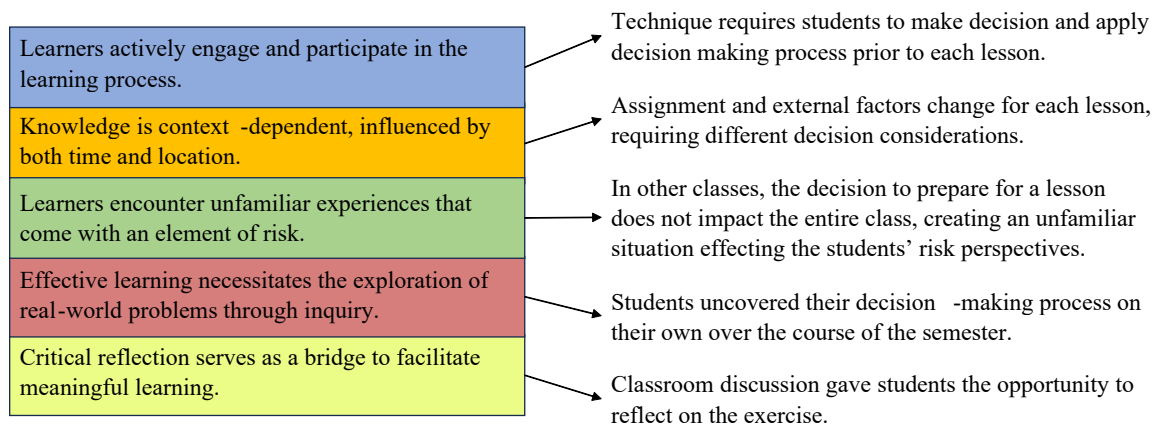 Learners actively engage and participate in the
learning process.
Technique requires students to make decision and apply
decision making process prior to each lesson.
Knowledge is context -dependent, influenced by
both time and location.
Assignment and external factors change for each lesson,
requiring different decision considerations.
Learners encounter unfamiliar experiences that
come with an element of risk.
In other classes, the decision to prepare for a lesson
does not impact the entire class, creating an unfamiliar
situation effecting the students’ risk perspectives.
Effective learning necessitates the exploration of
real-world problems through inquiry.
Students uncovered their decision -making process on
their own over the course of the semester.
Critical reflection serves as a bridge to facilitate
meaningful learning.
Classroom discussion gave students the opportunity to
reflect on the exercise.